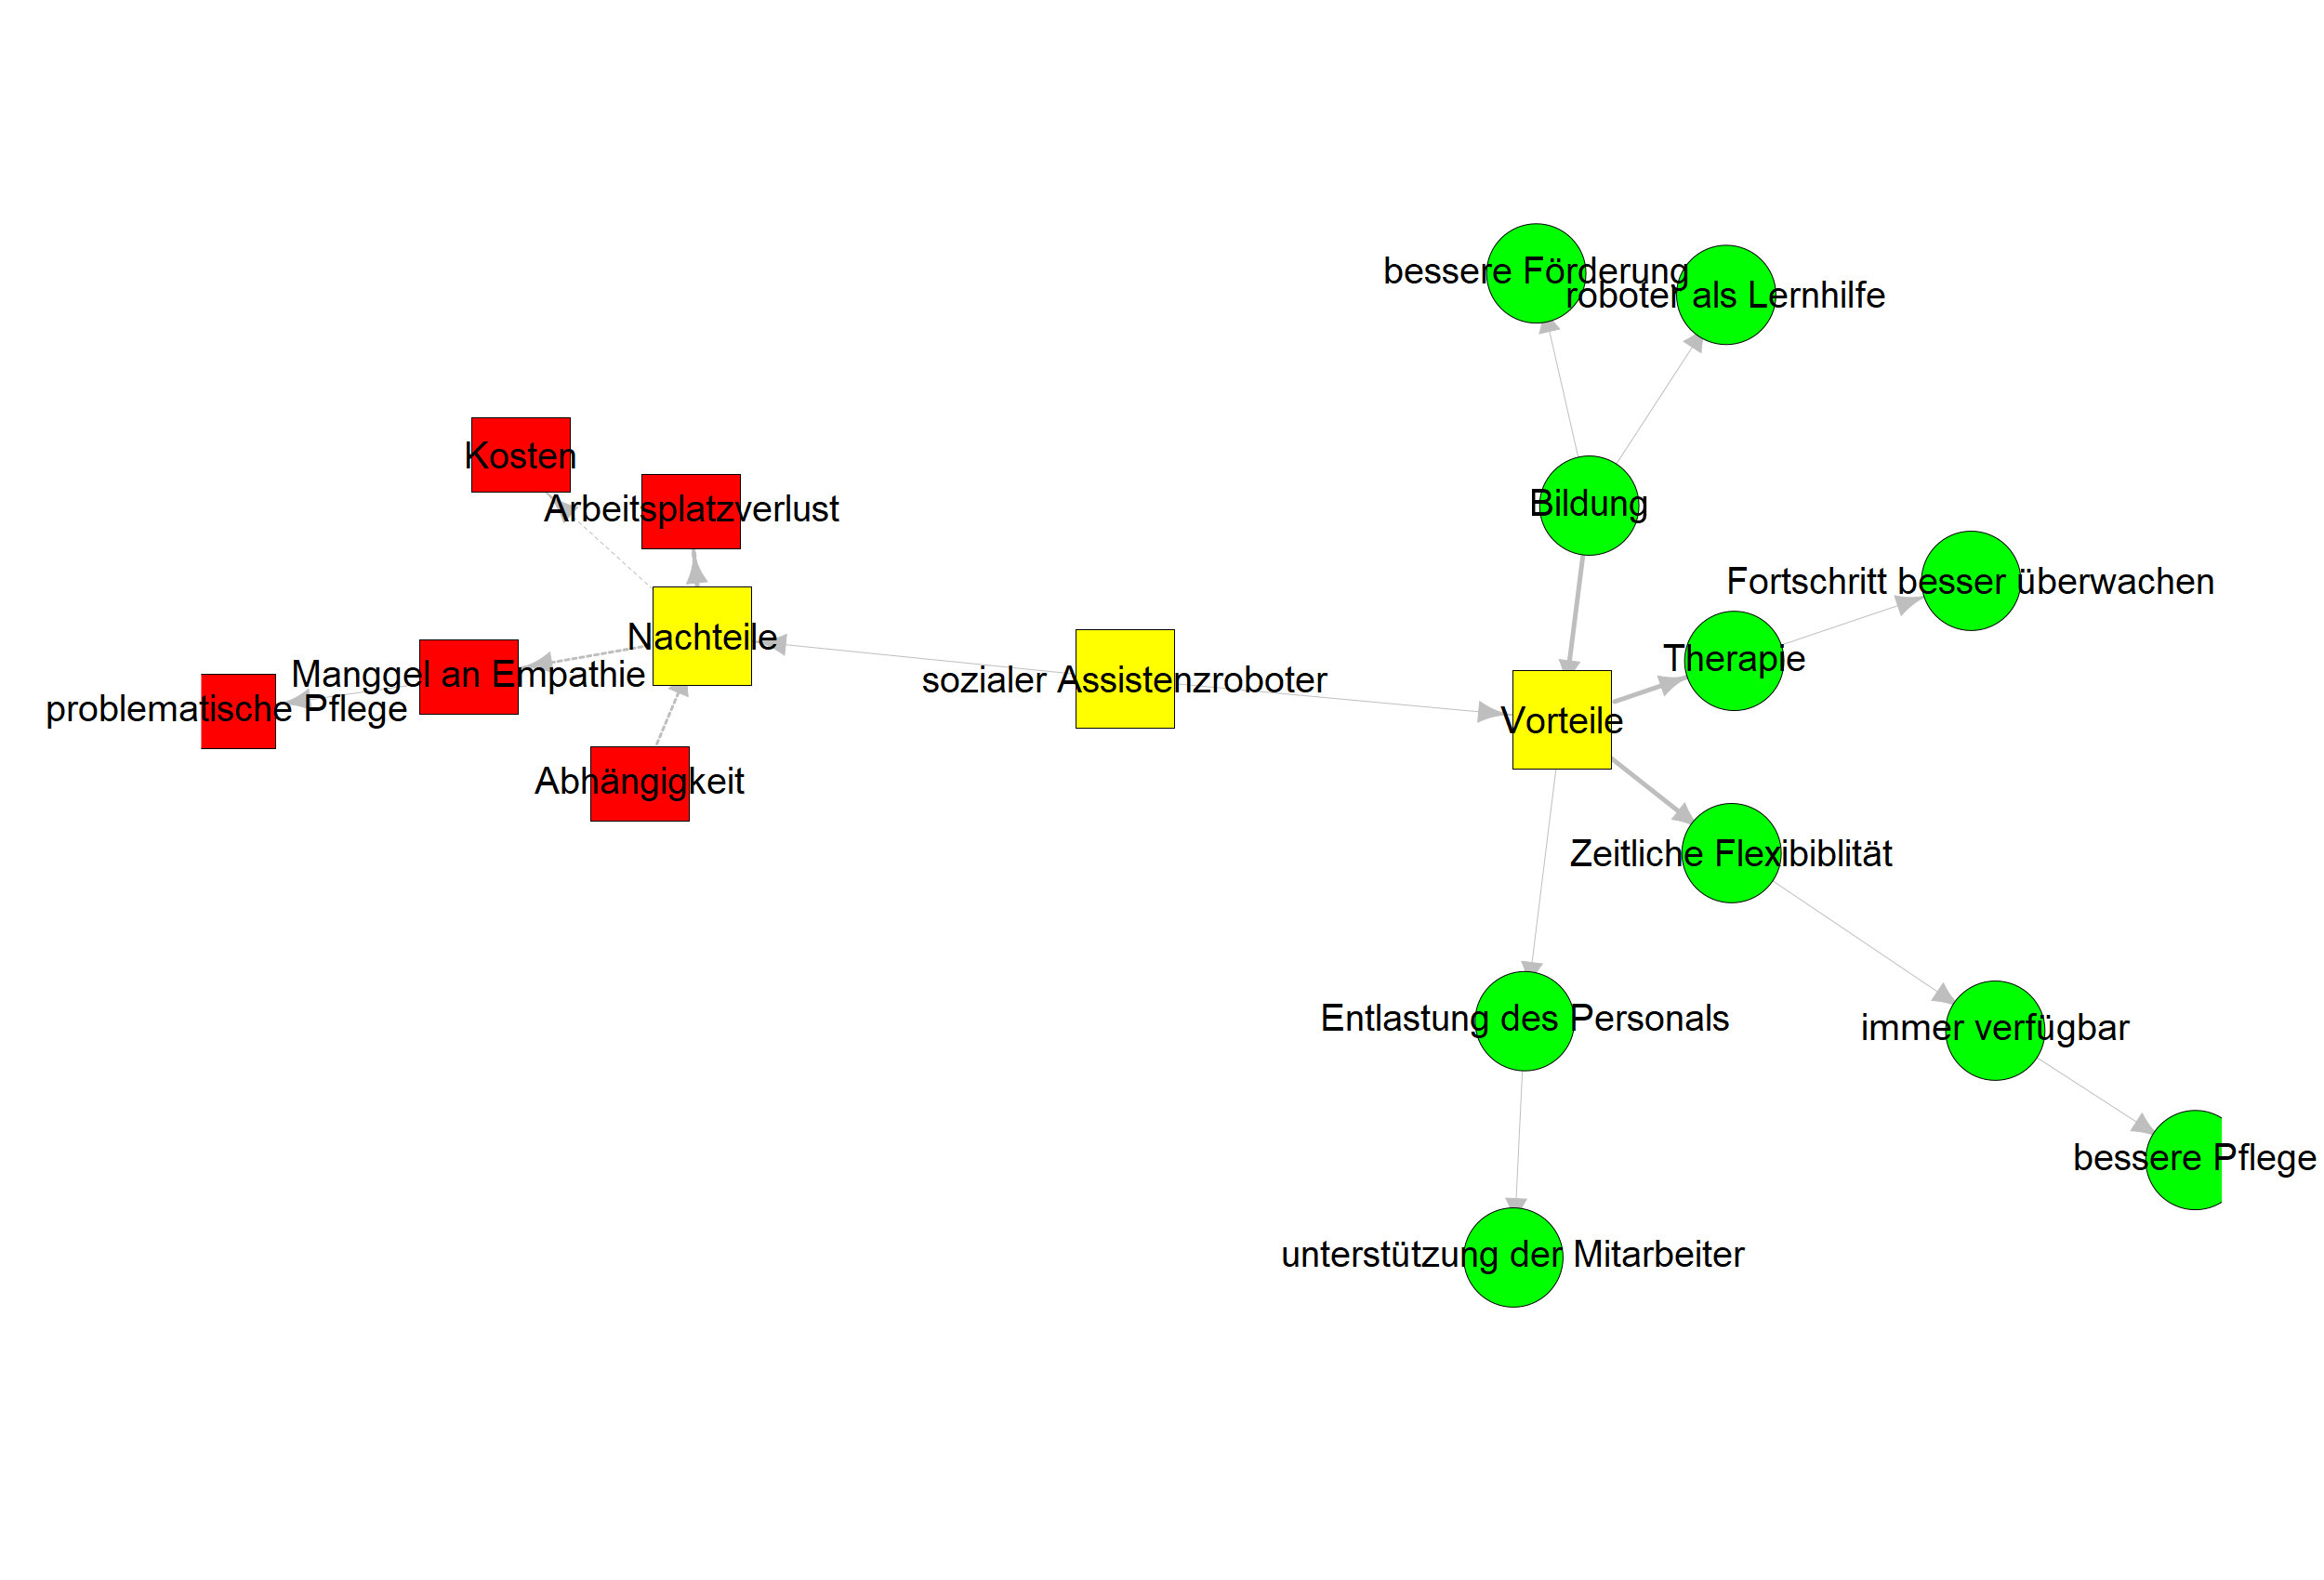 bessere Förderung
roboter als Lernhilfe
Kosten
Arbeitsplatzverlust
Bildung
Fortschritt besser überwachen
Nachteile
Therapie
Manggel an Empathie
sozialer Assistenzroboter
problematische Pflege
Vorteile
Abhängigkeit
Zeitliche Flexibiblität
Entlastung des Personals
immer verfügbar
bessere Pflege
unterstützung der Mitarbeiter